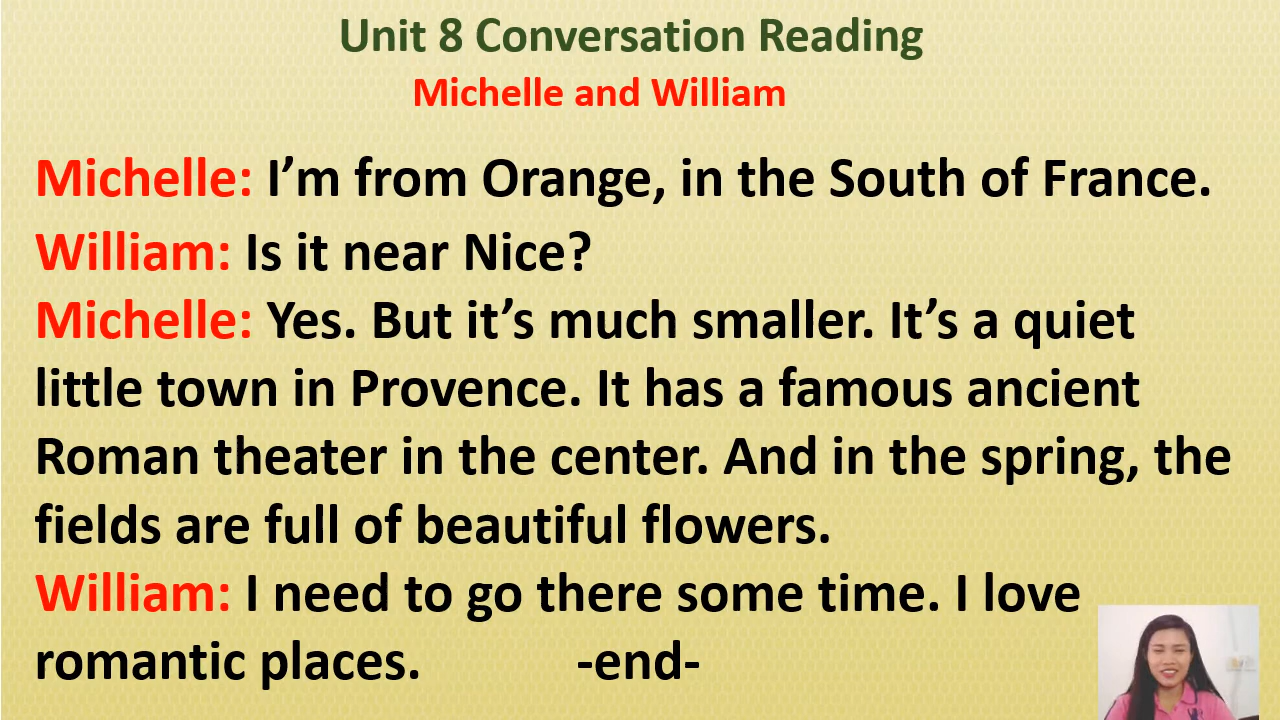 Unit 8 Conversation Reading
Michelle and William
Michelle: I’m from Orange, in the South of France.
William: Is it near Nice?
Michelle: Yes. But it’s much smaller. It’s a quiet
little town in Provence. It has a famous ancient
Roman theater in the center. And in the spring, the
fields are full of beautiful flowers.
William: I need to go there some time. I love
romantic places. -end-